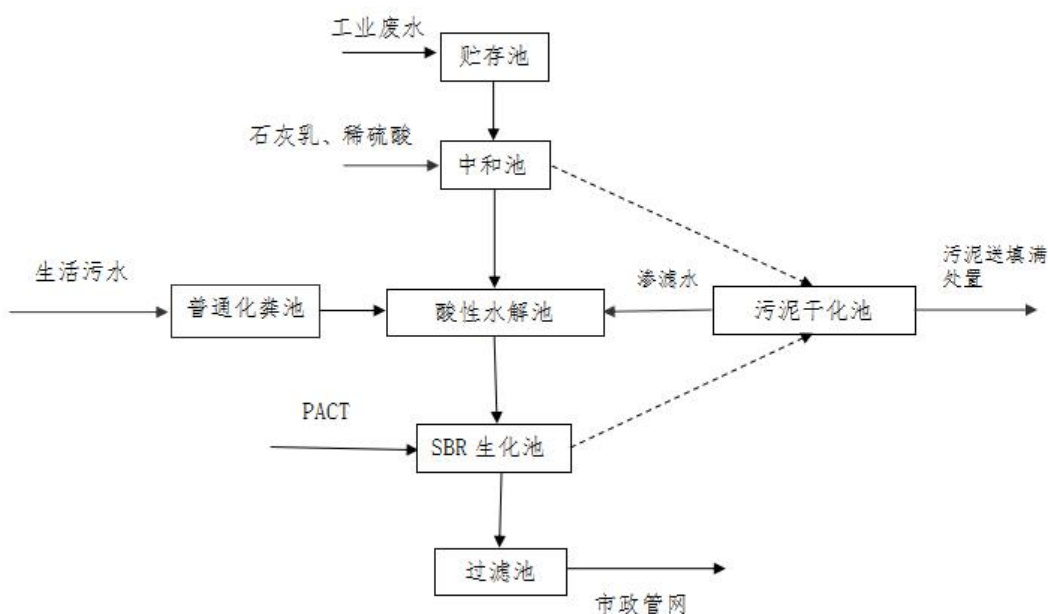 工业废水
贮存池
石灰乳、稀硫酸
中和池
生活污水
普通化粪池
酸性水解池
渗滤水
污泥干化池
污泥送填满
处置
PACT
SBR 生化池
过滤池
市政管网